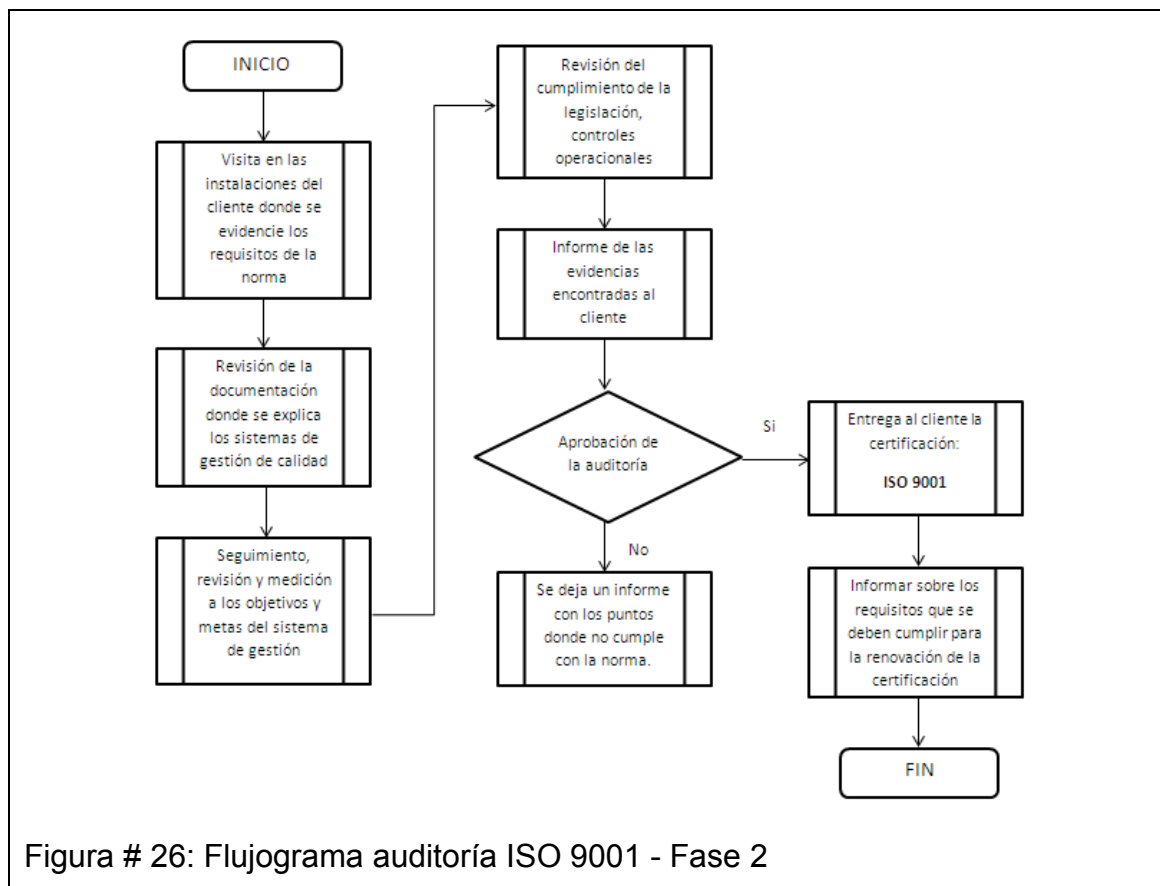 INICIO
Visita en las
instalaciones del
cliente donde se
evidencie los
requisitos de la
norma
Revisión de la
documentación
donde se explica
los sistemas de
gestión de calidad
Seguimiento,
revisión y medición
a los objetivos y
metas del sistema
de gestión
Revisión del
cumplimiento de la
legislación,
controles
operacionales
Informe de las
evidencias
encontradas al
cliente
Aprobación de
la auditoría
Si
No
Se deja un informe
con los puntos
donde no cumple
con la norma.
Entrega al cliente la
certificación:
ISO 9001
Informar sobre los
requisitos que se
deben cumplir para
la renovación de la
certificación
FIN
Figura # 26: Flujograma auditoría ISO 9001 - Fase 2